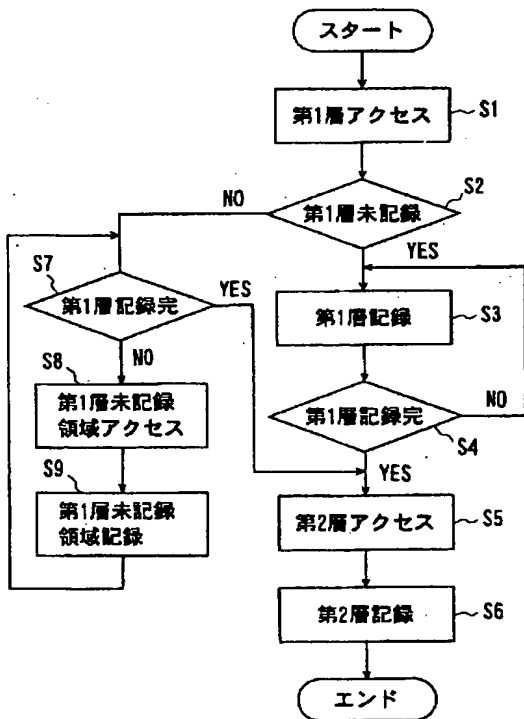 スタート
第1層アクセス
S1
第1層未記録
S2
NO
YES
S7
第1層記録完
YES
NO
第1層記録
S3
第1層記録完
S4
NO
YES
S8
第1層未記録
領域アクセス
S9
第1層未記録
領域記録
第2層アクセス
S5
第2層記録
S6
エンド